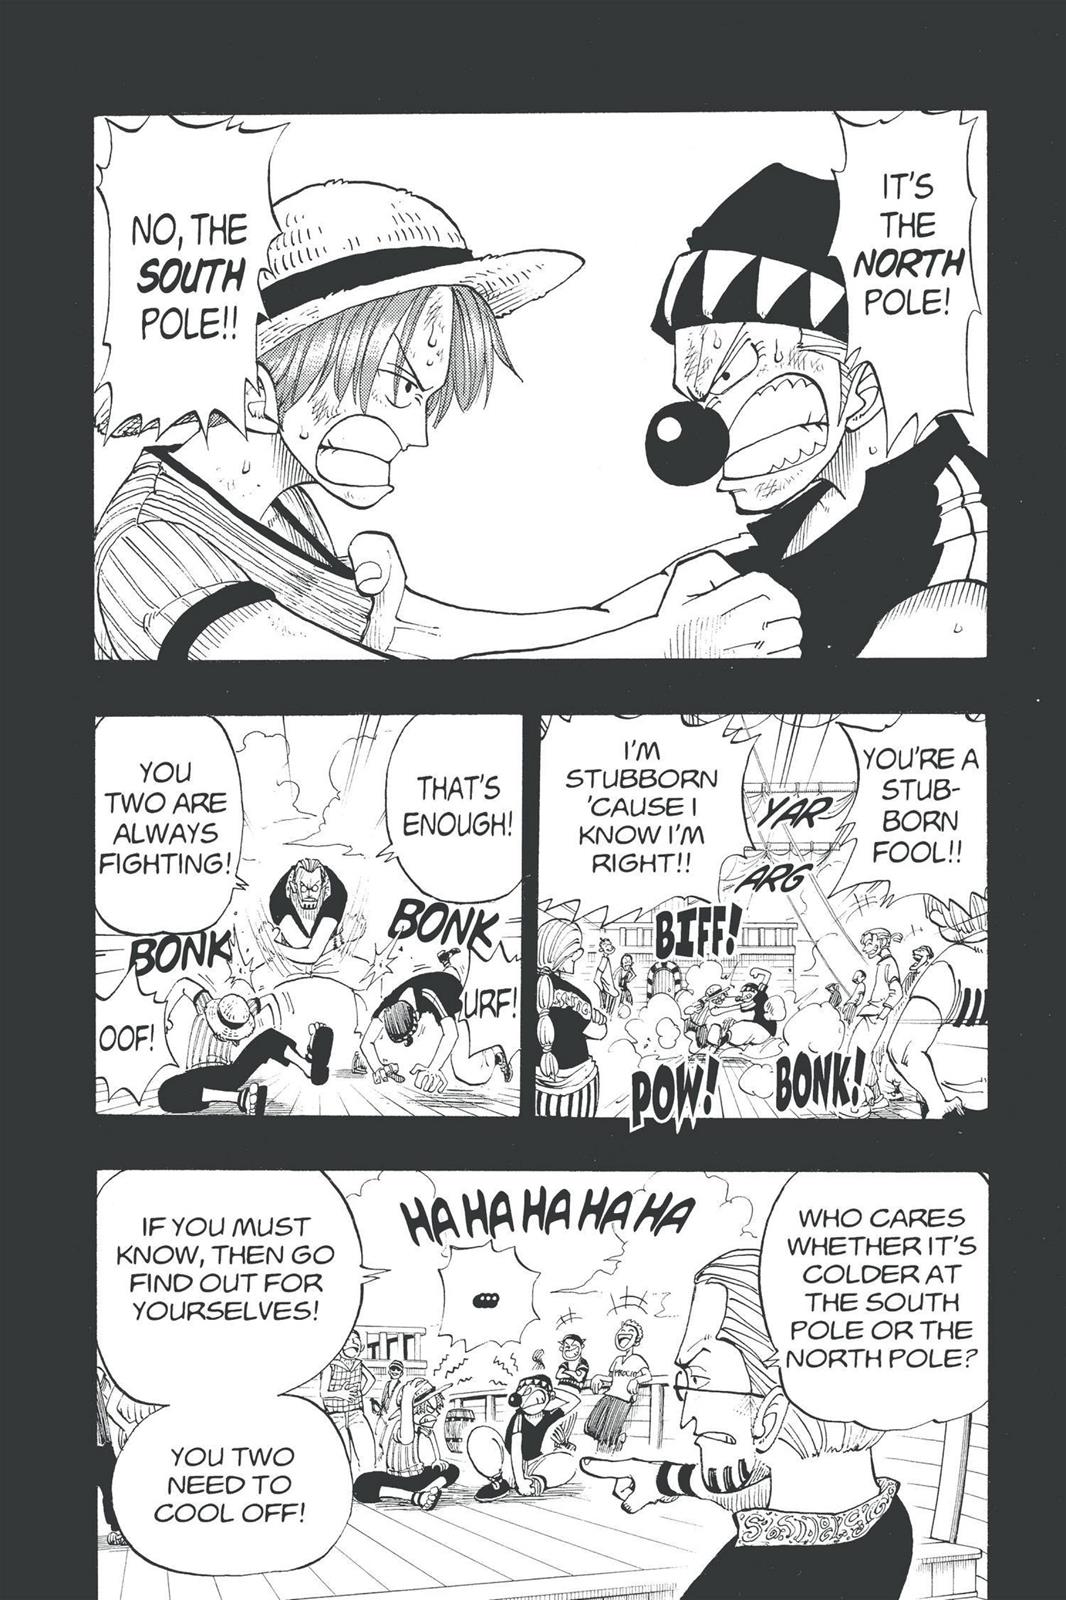 IT'S
THE
NORTH
POLE!
NO, THE
SOUTH
POLE!!
YOU'RE A
STUB-
BORN
FOOL!!
I'M
STUBBORN
'CAUSE I
KNOW I'M
RIGHT!!
YAR
ARG
BIFF!
POW!
BONK!
THAT'S
ENOUGH!
YOU
TWO ARE
ALWAYS
FIGHTING!
BONK
BONK
URF!
OOF!
WHO CARES
WHETHER IT'S
COLDER AT
THE SOUTH
POLE OR THE
NORTH POLE?
HA HA HA HA HA HA
...
IF YOU MUST
KNOW, THEN GO
FIND OUT FOR
YOURSELVES!
YOU TWO
NEED TO
COOL OFF!